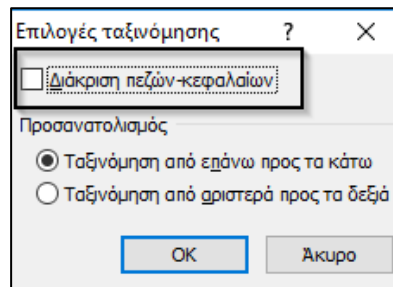 Επιλογές ταξινόμησης ? ×
Διάκριση πεζών-κεφαλαίων
Προσανατολισμός
Ταξινόμηση από επάνω προς τα κάτω
Ταξινόμηση από αριστερά προς τα δεξιά
OK Άκυρο